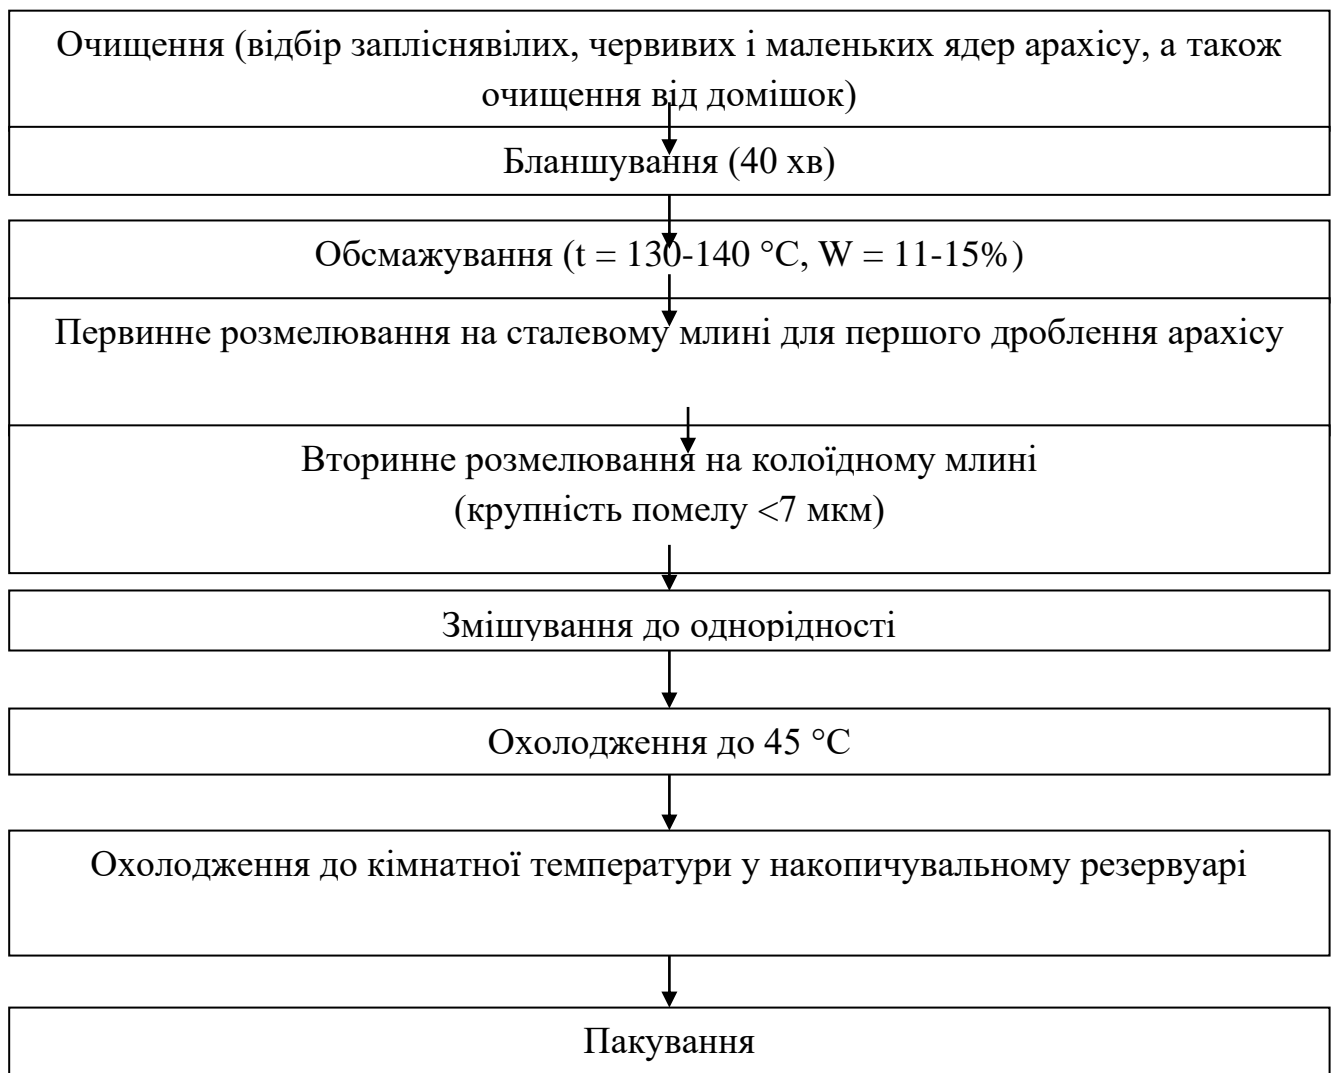 Очищення (відбір запліснявілих, червивих і маленьких ядер арахісу, а також
очищення від домішок)
Бланшування (40 хв)
Обсмажування (t = 130-140 °C, W = 11-15%)
Первинне розмелювання на сталевому млині для першого дроблення арахісу
Вторинне розмелювання на колоїдному млині
(крупність помелу <7 мкм)
Змішування до однорідності
Охолодження до 45 °C
Охолодження до кімнатної температури у накопичувальному резервуарі
Пакування